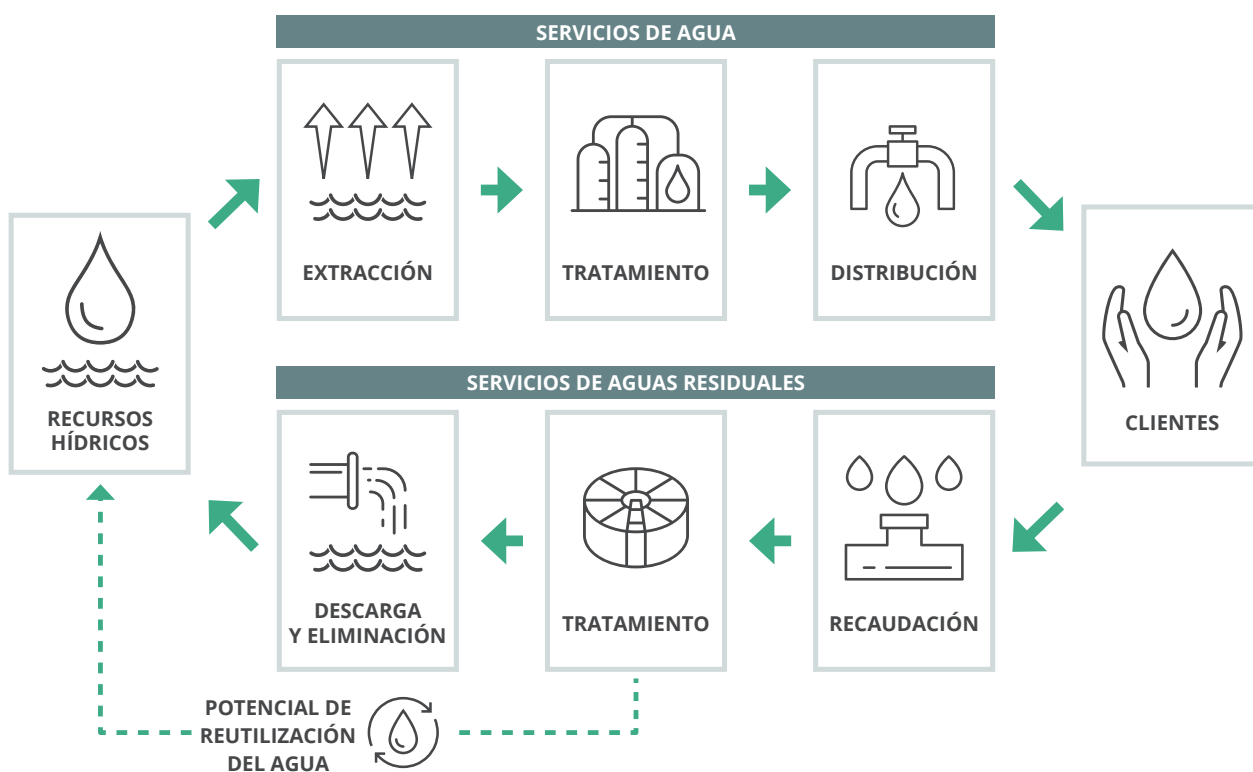 SERVICIOS DE AGUA
EXTRACCIÓN
TRATAMIENTO
DISTRIBUCIÓN
RECURSOS
HÍDRICOS
CLIENTES
SERVICIOS DE AGUAS RESIDUALES
DESCARGA
Y ELIMINACIÓN
TRATAMIENTO
RECAUDACIÓN
POTENCIAL DE
REUTILIZACIÓN
DEL AGUA